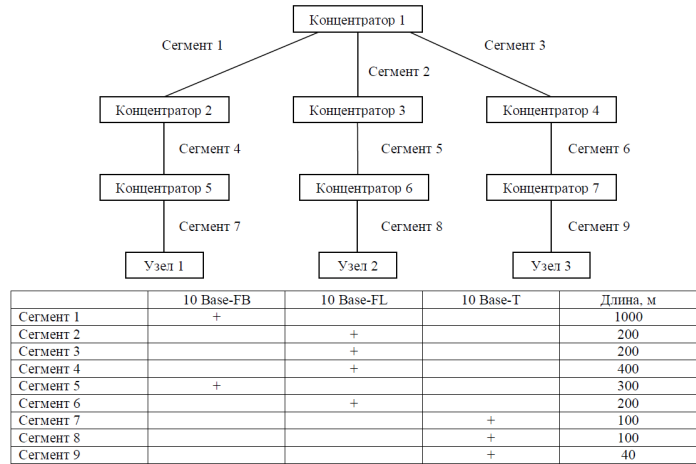 Концентратор 1
Сегмент 1
Сегмент 3
Сегмент 2
Концентратор 2
Концентратор 3
Концентратор 4
Сегмент 4
Сегмент 5
Сегмент 6
Концентратор 5
Концентратор 6
Концентратор 7
Сегмент 7
Сегмент 8
Сегмент 9
Узел 1
Узел 2
Узел 3
10 Base-FB 10 Base-FL 10 Base-T Длина, м
Сегмент 1 + 1000
Сегмент 2 + 200
Сегмент 3 + 200
Сегмент 4 + 400
Сегмент 5 + 300
Сегмент 6 + 200
Сегмент 7 + 100
Сегмент 8 + 100
Сегмент 9 + 40